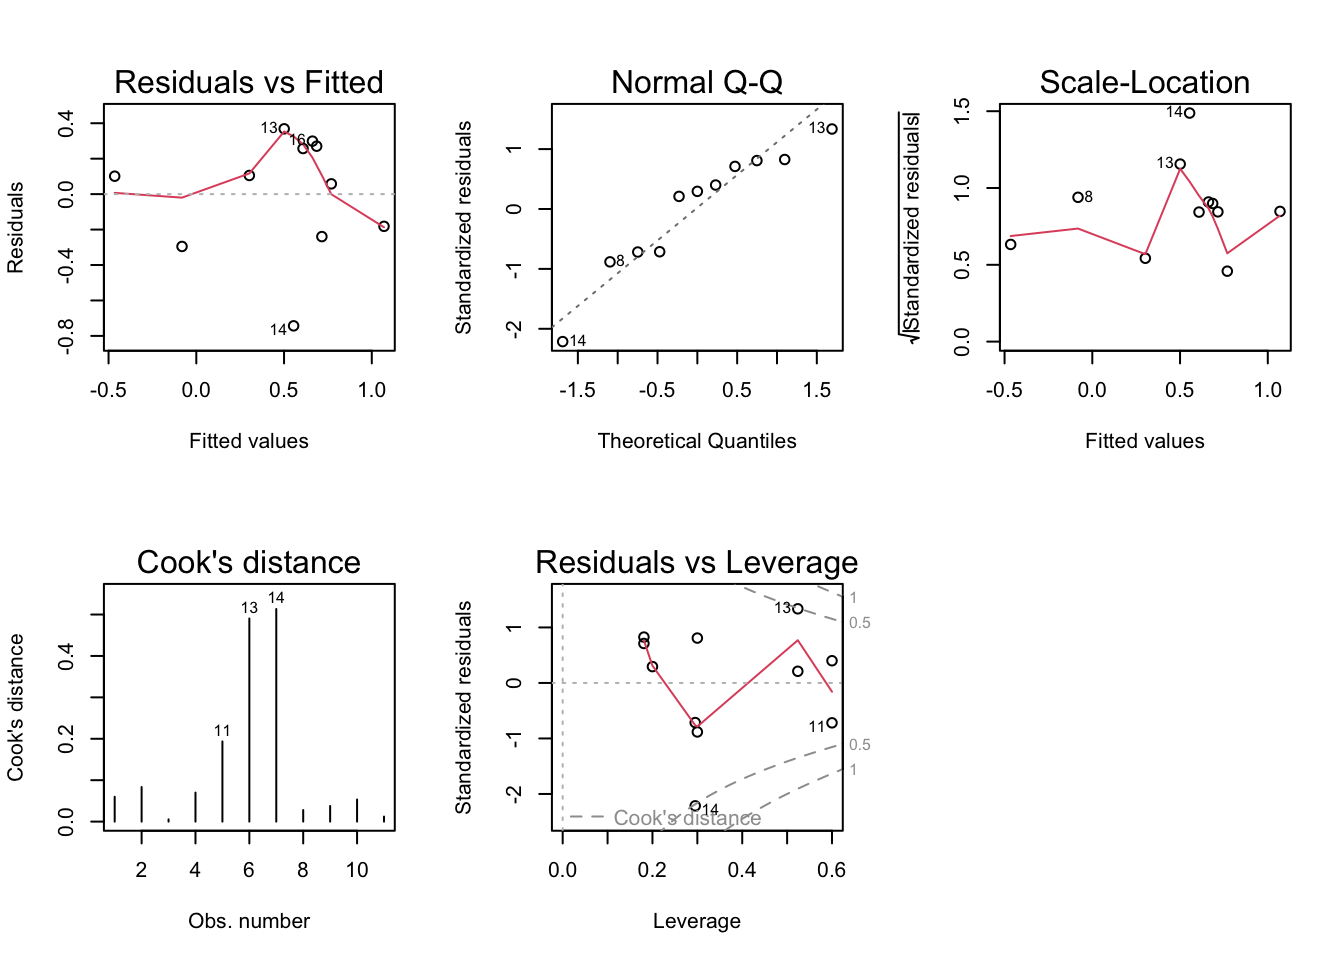 Residuals vs Fitted
Residuals
0.4
0.0
-0.4
-0.8
13
16
14
-0.5 0.0 0.5 1.0
Fitted values
Normal Q-Q
Standardized residuals
1
0
-1
-2
13
8
14
-1.5 -0.5 0.5 1.5
Theoretical Quantiles
Scale-Location
√|Standardized residuals|
1.5
1.0
0.5
0.0
14
13
8
-0.5 0.0 0.5 1.0
Fitted values
Cook's distance
Cook's distance
0.4
0.2
0.0
11
13
14
2 4 6 8 10
Obs. number
Residuals vs Leverage
Standardized residuals
1
0
-1
-2
13
11
14
1
0.5
0.5
1
Cook's distance
0.0 0.2 0.4 0.6
Leverage